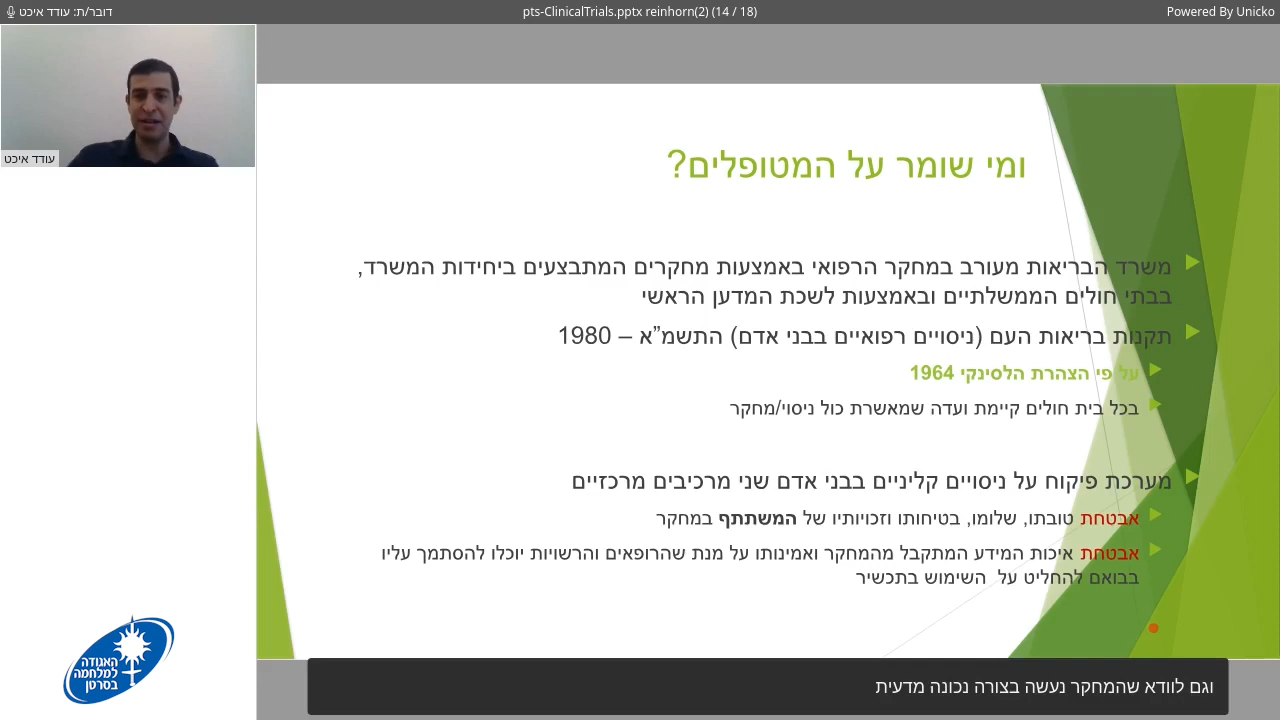 דובר/ת: עודד איכט
pts-ClinicalTrials.pptx reinhorn(2) (14 / 18)
Powered By Unicko
עודד איכט
ומי שומר על המטופלים?
משרד הבריאות מעורב במחקר הרפואי באמצעות מחקרים המתבצעים ביחידות המשרד,
בבתי חולים הממשלתיים ובאמצעות לשכת המדען הראשי
תקנות בריאות העם (ניסויים רפואיים בבני אדם) התשמ"א – 1980
על פי הצהרת הלסינקי 1964
בכל בית חולים קיימת ועדה שמאשרת כול ניסוי/מחקר
מערכת פיקוח על ניסויים קליניים בבני אדם שני מרכיבים מרכזיים
אבטחת טובתו, שלומו, בטיחותו וזכויותיו של המשתתף במחקר
אבטחת איכות המידע המתקבל מהמחקר ואמינותו על מנת שהרופאים והרשויות יוכלו להסתמך עליו
בבואם להחליט על השימוש בתכשיר
האגודה
למלחמה
בסרטן
וגם לוודא שהמחקר נעשה בצורה נכונה מדעית